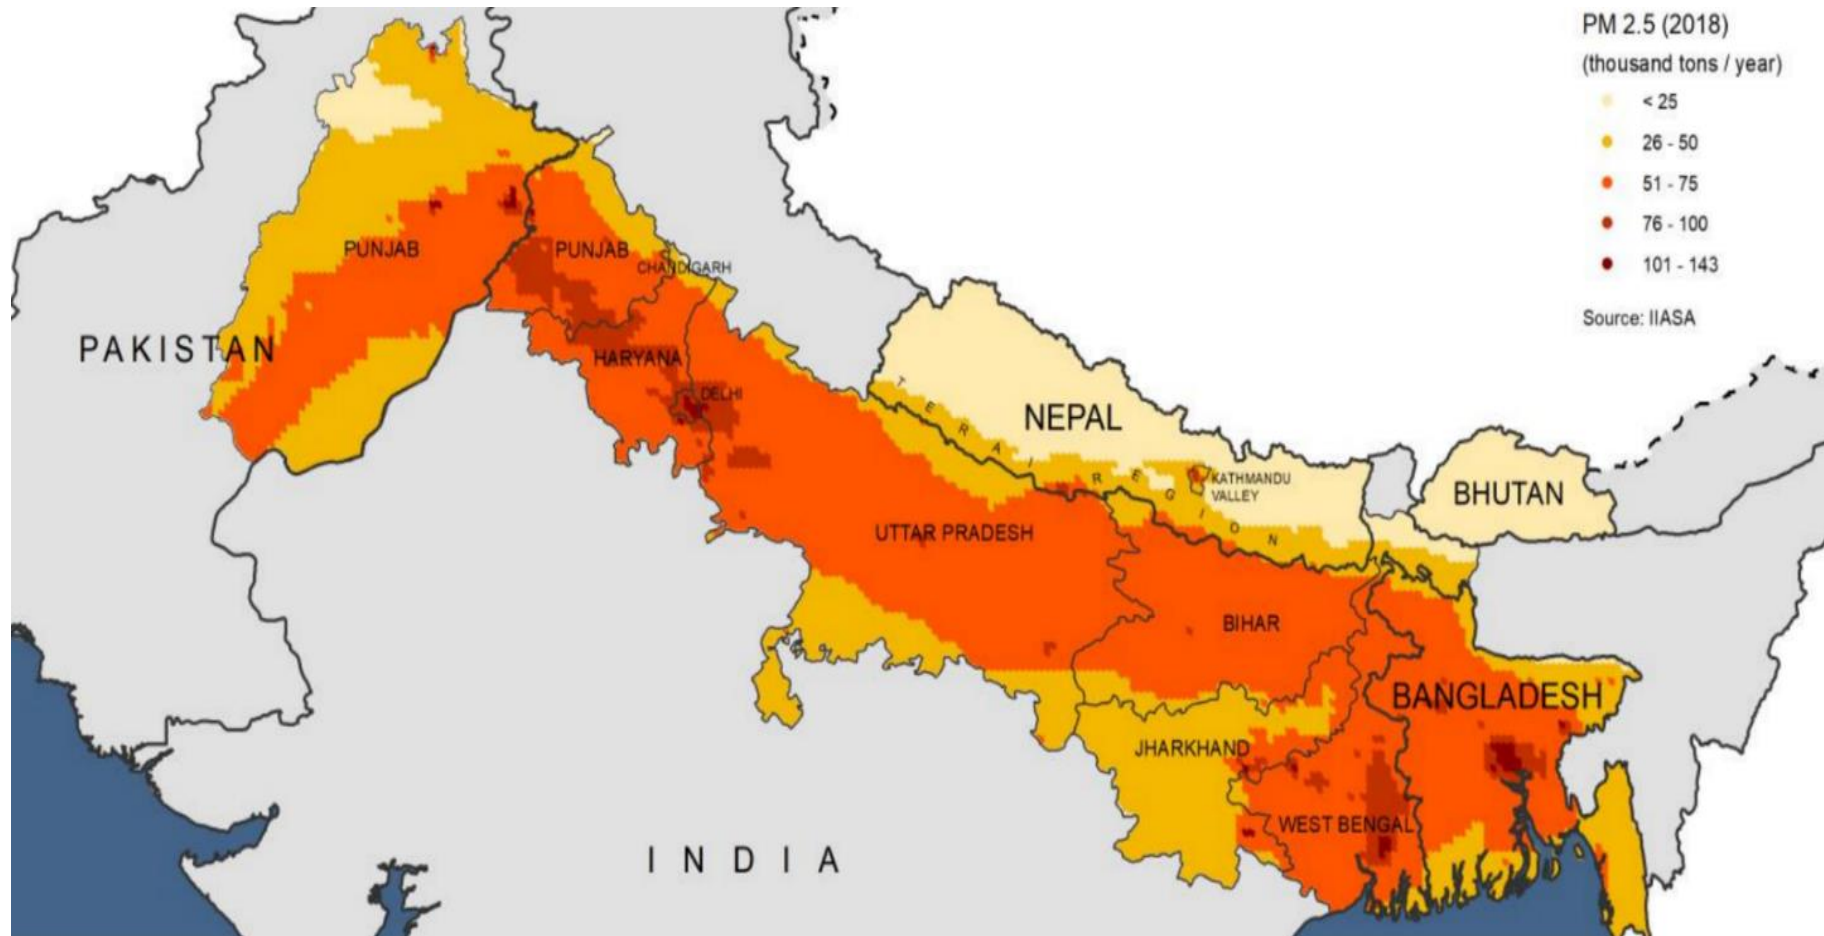 PM 2.5 (2018)
(thousand tons / year)
< 25
26 - 50
51 - 75
76 - 100
101 - 143
Source: IIASA
PUNJAB
PUNJAB
CHANDIGARH
PAKISTAN
HARYANA
DELHI
NEPAL
TERAI REGION
KATHMANDU
VALLEY
BHUTAN
UTTAR PRADESH
BIHAR
BANGLADESH
JHARKHAND
WEST BENGAL
INDIA